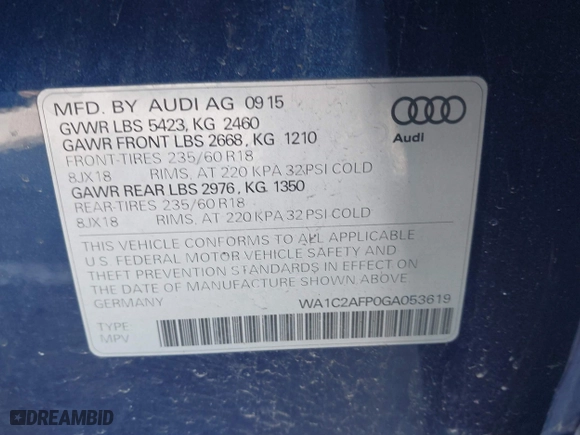 MFD. BY AUDI AG 09 15
GVWR LBS 5423, KG 2460
GAWR FRONT LBS 2668, KG 1210
FRONT-TIRES 235/60 R18
8JX18 RIMS, AT 220 KPA 32 PSI COLD
GAWR REAR LBS 2976, KG 1350
REAR-TIRES 235/60 R18
8JX18 RIMS, AT 220 KPA 32 PSI COLD
Audi
THIS VEHICLE CONFORMS TO ALL APPLICABLE
U.S. FEDERAL MOTOR VEHICLE SAFETY AND
THEFT PREVENTION STANDARDS IN EFFECT ON
THE DATE OF MANUFACTURE SHOWN ABOVE.
GERMANY WA1C2AFP0GA053619
TYPE:
MPV
DREAMBID